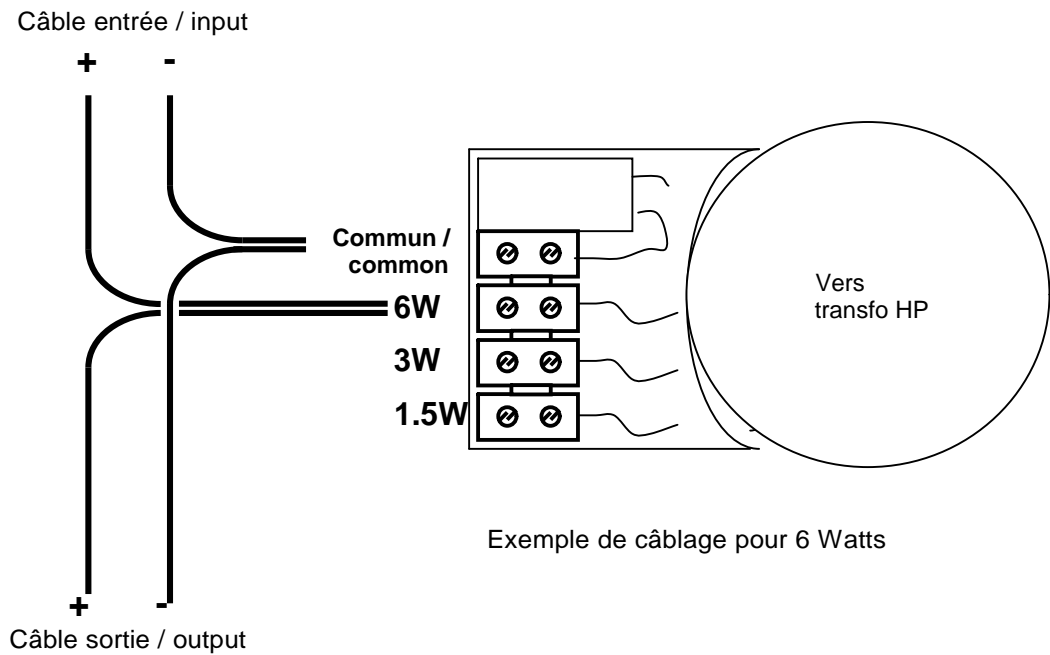 Câble entrée / input
+ -
Commun /
common
6W
3W
1.5W
Vers
transfo HP
Exemple de câblage pour 6 Watts
+ -
Câble sortie / output